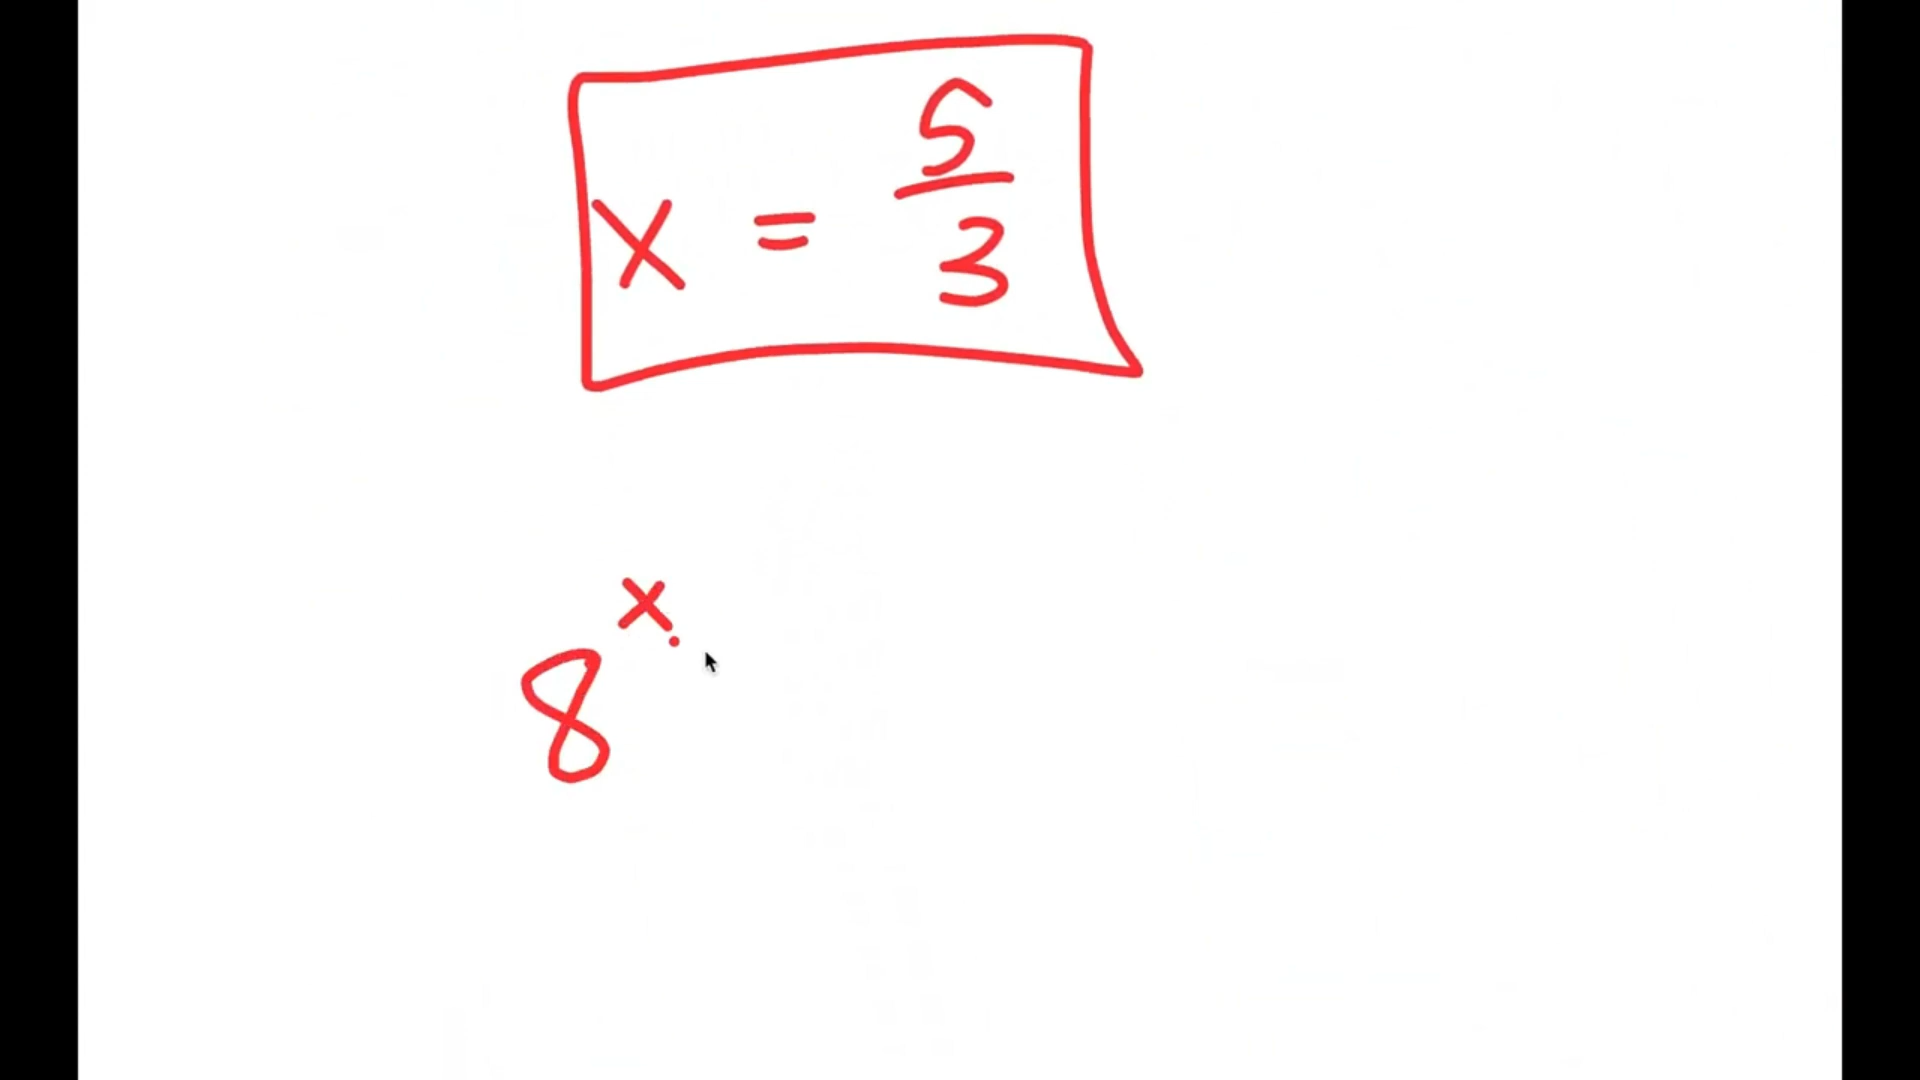 x = 5/3
8^x.